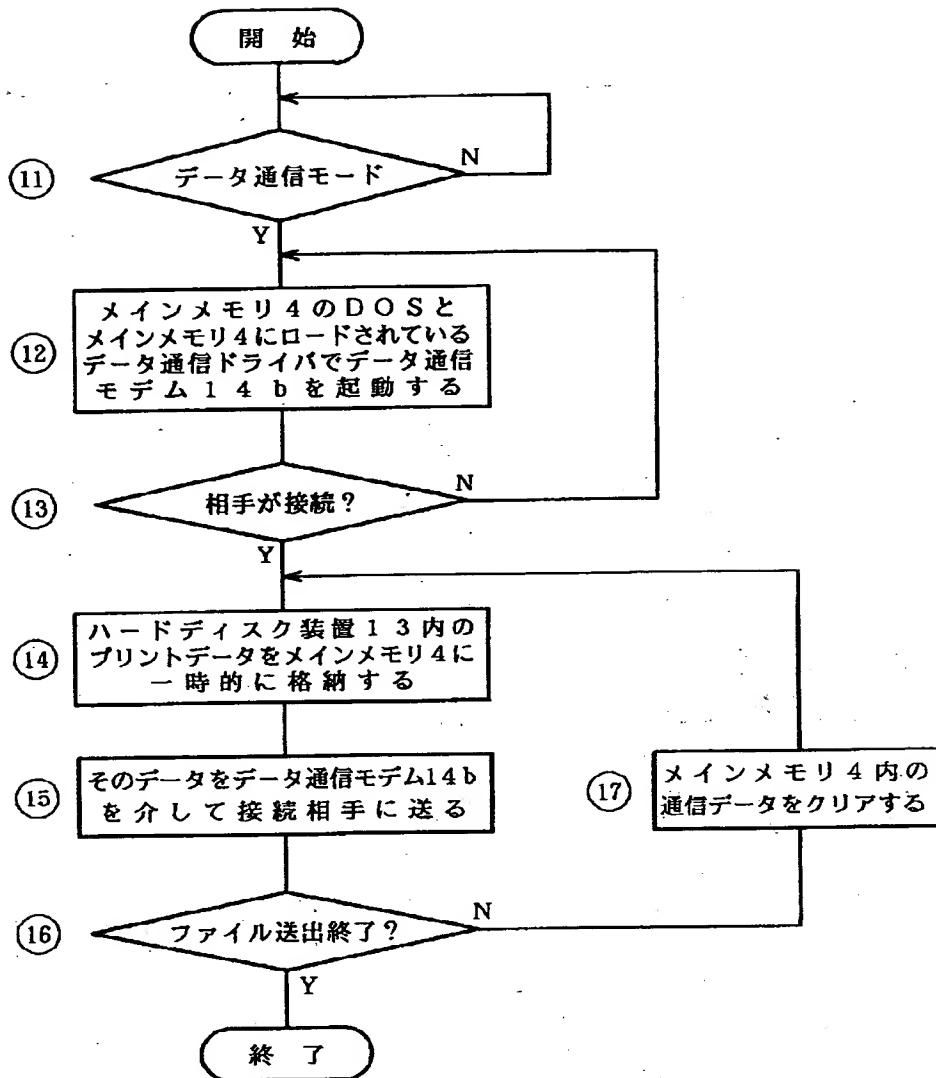 開 始
⑪
データ通信モード
N
Y
⑫
メインメモリ4のDOSと
メインメモリ4にロードされている
データ通信ドライバでデータ通信
モデム14bを起動する
⑬
相手が接続?
N
Y
⑭
ハードディスク装置13内の
プリントデータをメインメモリ4に
一時的に格納する
⑮
そのデータをデータ通信モデム14b
を介して接続相手に送る
⑰
メインメモリ4内の
通信データをクリアする
⑯
ファイル送出終了?
N
Y
終 了